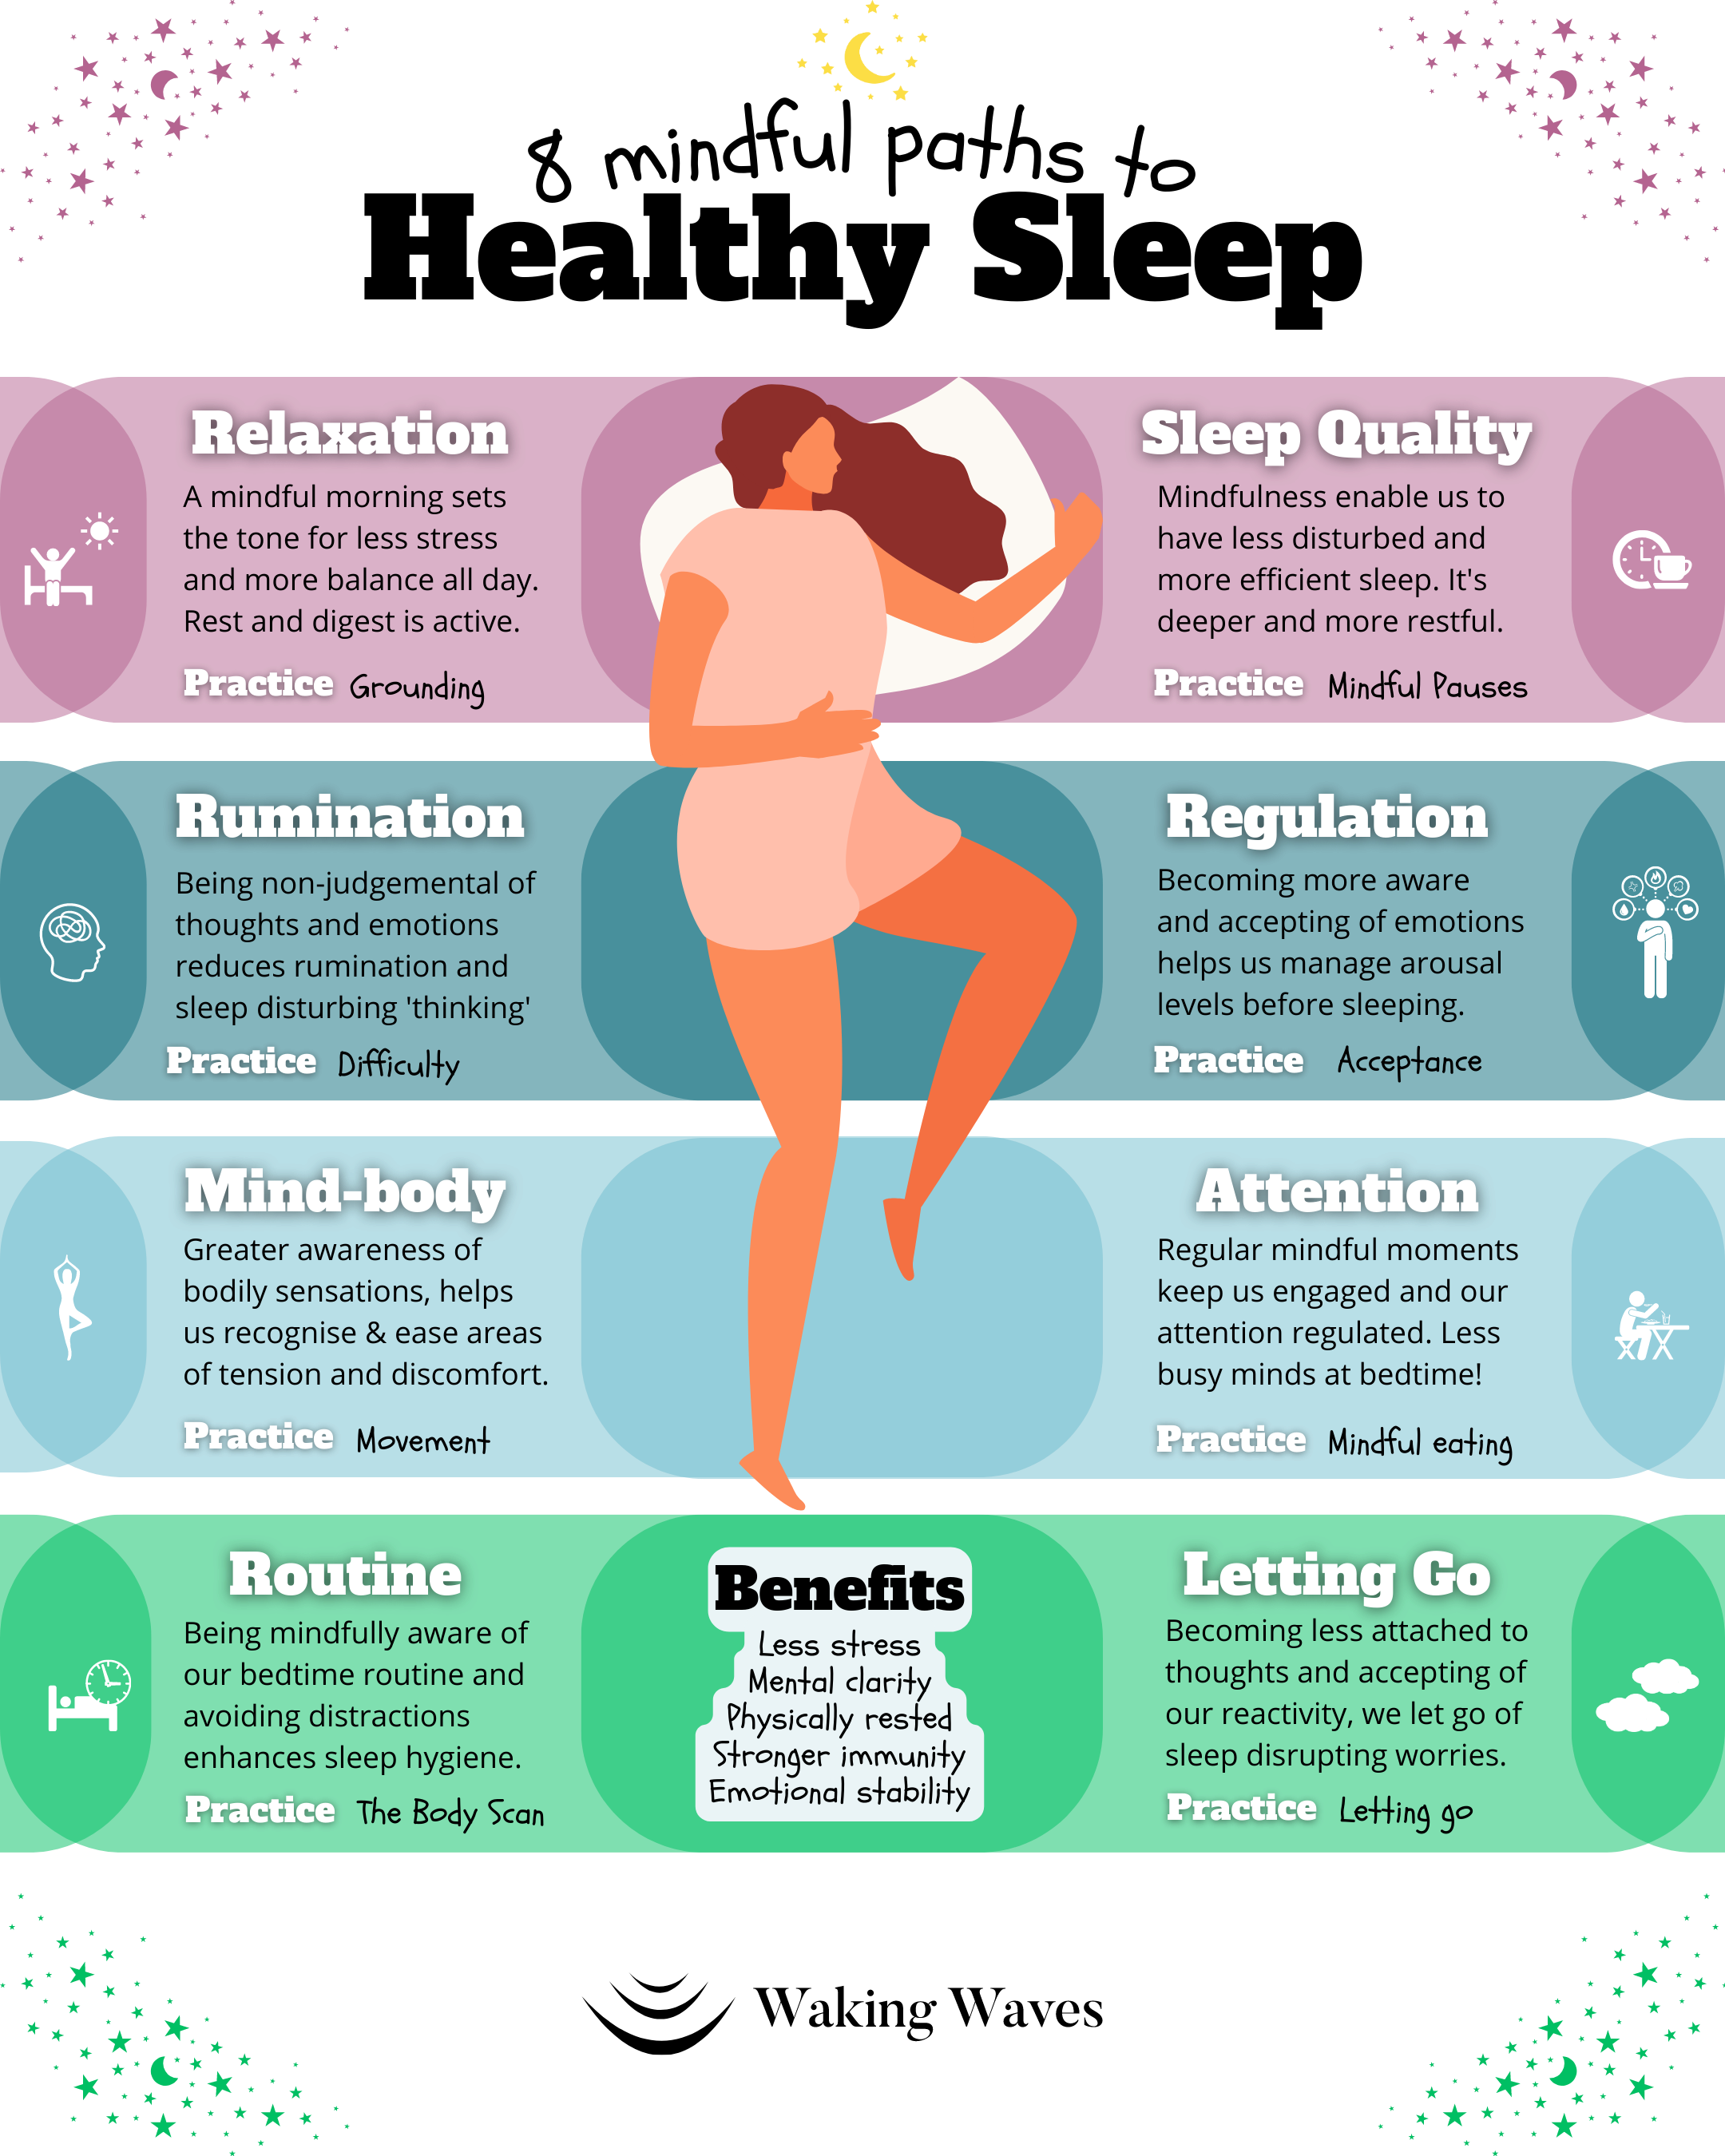 8 mindful paths to
Healthy Sleep
Relaxation
A mindful morning sets
the tone for less stress
and more balance all day.
Rest and digest is active.
Practice Grounding
Sleep Quality
Mindfulness enable us to
have less disturbed and
more efficient sleep. It's
deeper and more restful.
Practice Mindful Pauses
Rumination
Being non-judgemental of
thoughts and emotions
reduces rumination and
sleep disturbing 'thinking'
Practice Difficulty
Regulation
Becoming more aware
and accepting of emotions
helps us manage arousal
levels before sleeping.
Practice Acceptance
Mind-body
Greater awareness of
bodily sensations, helps
us recognise & ease areas
of tension and discomfort.
Practice Movement
Attention
Regular mindful moments
keep us engaged and our
attention regulated. Less
busy minds at bedtime!
Practice Mindful eating
Routine
Being mindfully aware of
our bedtime routine and
avoiding distractions
enhances sleep hygiene.
Practice The Body Scan
Benefits
Less stress
Mental clarity
Physically rested
Stronger immunity
Emotional stability
Letting Go
Becoming less attached to
thoughts and accepting of
our reactivity, we let go of
sleep disrupting worries.
Practice Letting go
Waking Waves